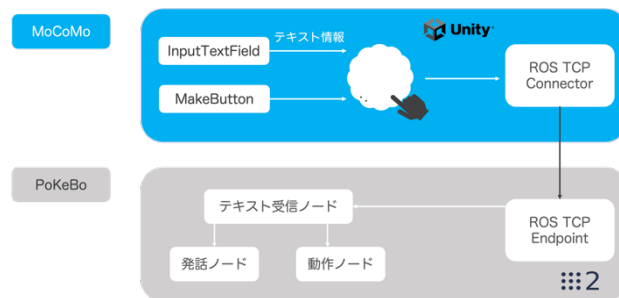 MoCoMo
InputTextField
テキスト情報
Unity
MakeButton
ROS TCP
Connector
PoKeBo
テキスト受信ノード
ROS TCP
Endpoint
発話ノード
動作ノード
2